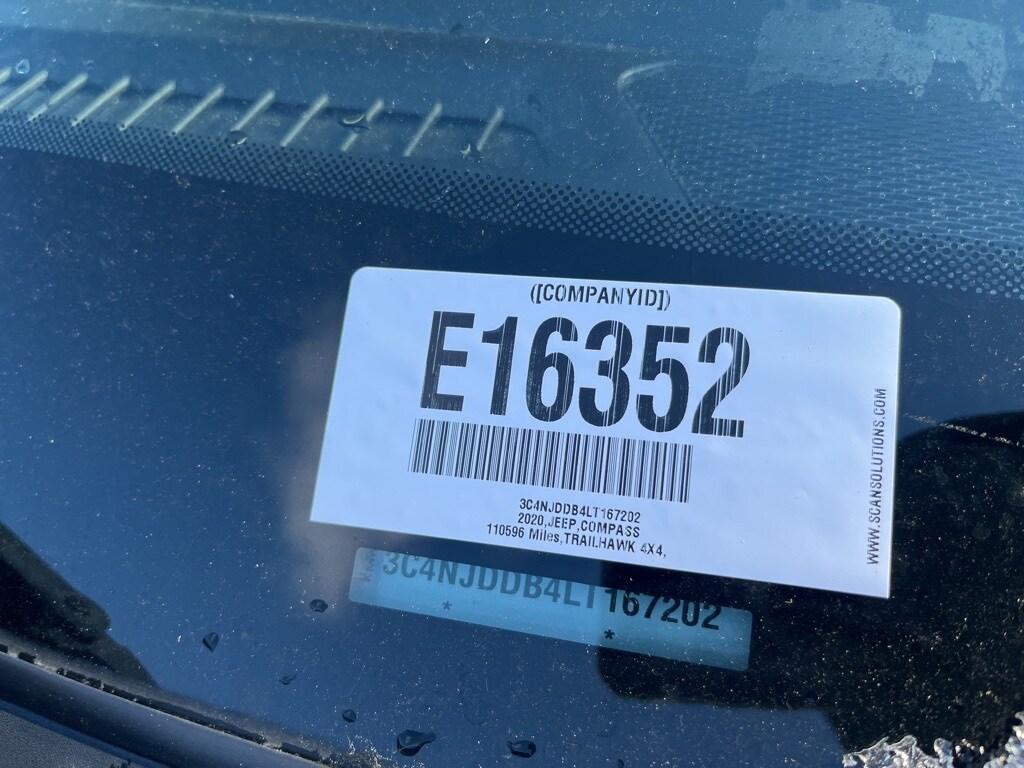 ([COMPANYID])
E16352
3C4NJDDB4LT167202
2020,JEEP,COMPASS
110596 Miles,TRAILHAWK 4X4,
WWW.SCANSOLUTIONS.COM
3C4NJDDB4LT167202
* *